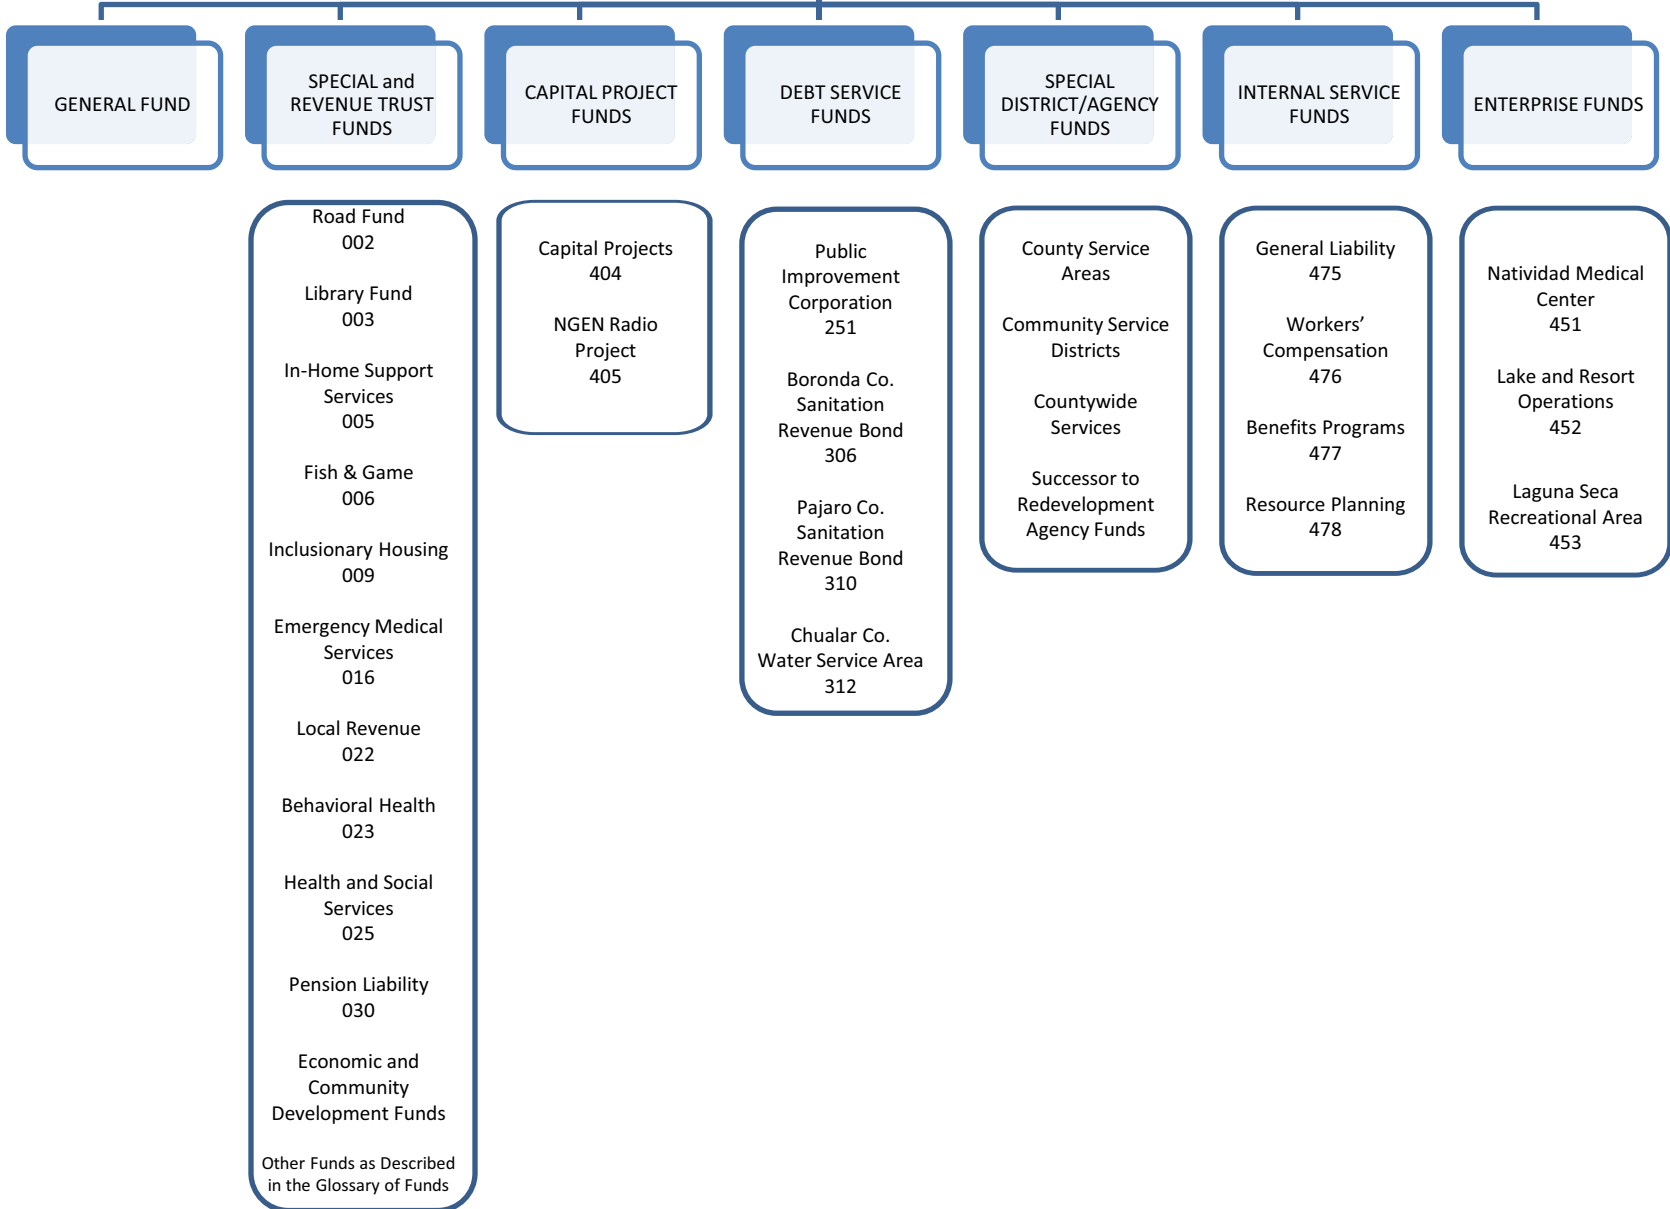 GENERAL FUND
SPECIAL and
REVENUE TRUST
FUNDS
CAPITAL PROJECT
FUNDS
DEBT SERVICE
FUNDS
SPECIAL
DISTRICT/AGENCY
FUNDS
INTERNAL SERVICE
FUNDS
ENTERPRISE FUNDS
Road Fund
002
Library Fund
003
In-Home Support
Services
005
Fish & Game
006
Inclusionary Housing
009
Emergency Medical
Services
016
Local Revenue
022
Behavioral Health
023
Health and Social
Services
025
Pension Liability
030
Economic and
Community
Development Funds
Other Funds as Described
in the Glossary of Funds
Capital Projects
404
NGEN Radio
Project
405
Public
Improvement
Corporation
251
Boronda Co.
Sanitation
Revenue Bond
306
Pajaro Co.
Sanitation
Revenue Bond
310
Chualar Co.
Water Service Area
312
County Service
Areas
Community Service
Districts
Countywide
Services
Successor to
Redevelopment
Agency Funds
General Liability
475
Workers’
Compensation
476
Benefits Programs
477
Resource Planning
478
Natividad Medical
Center
451
Lake and Resort
Operations
452
Laguna Seca
Recreational Area
453